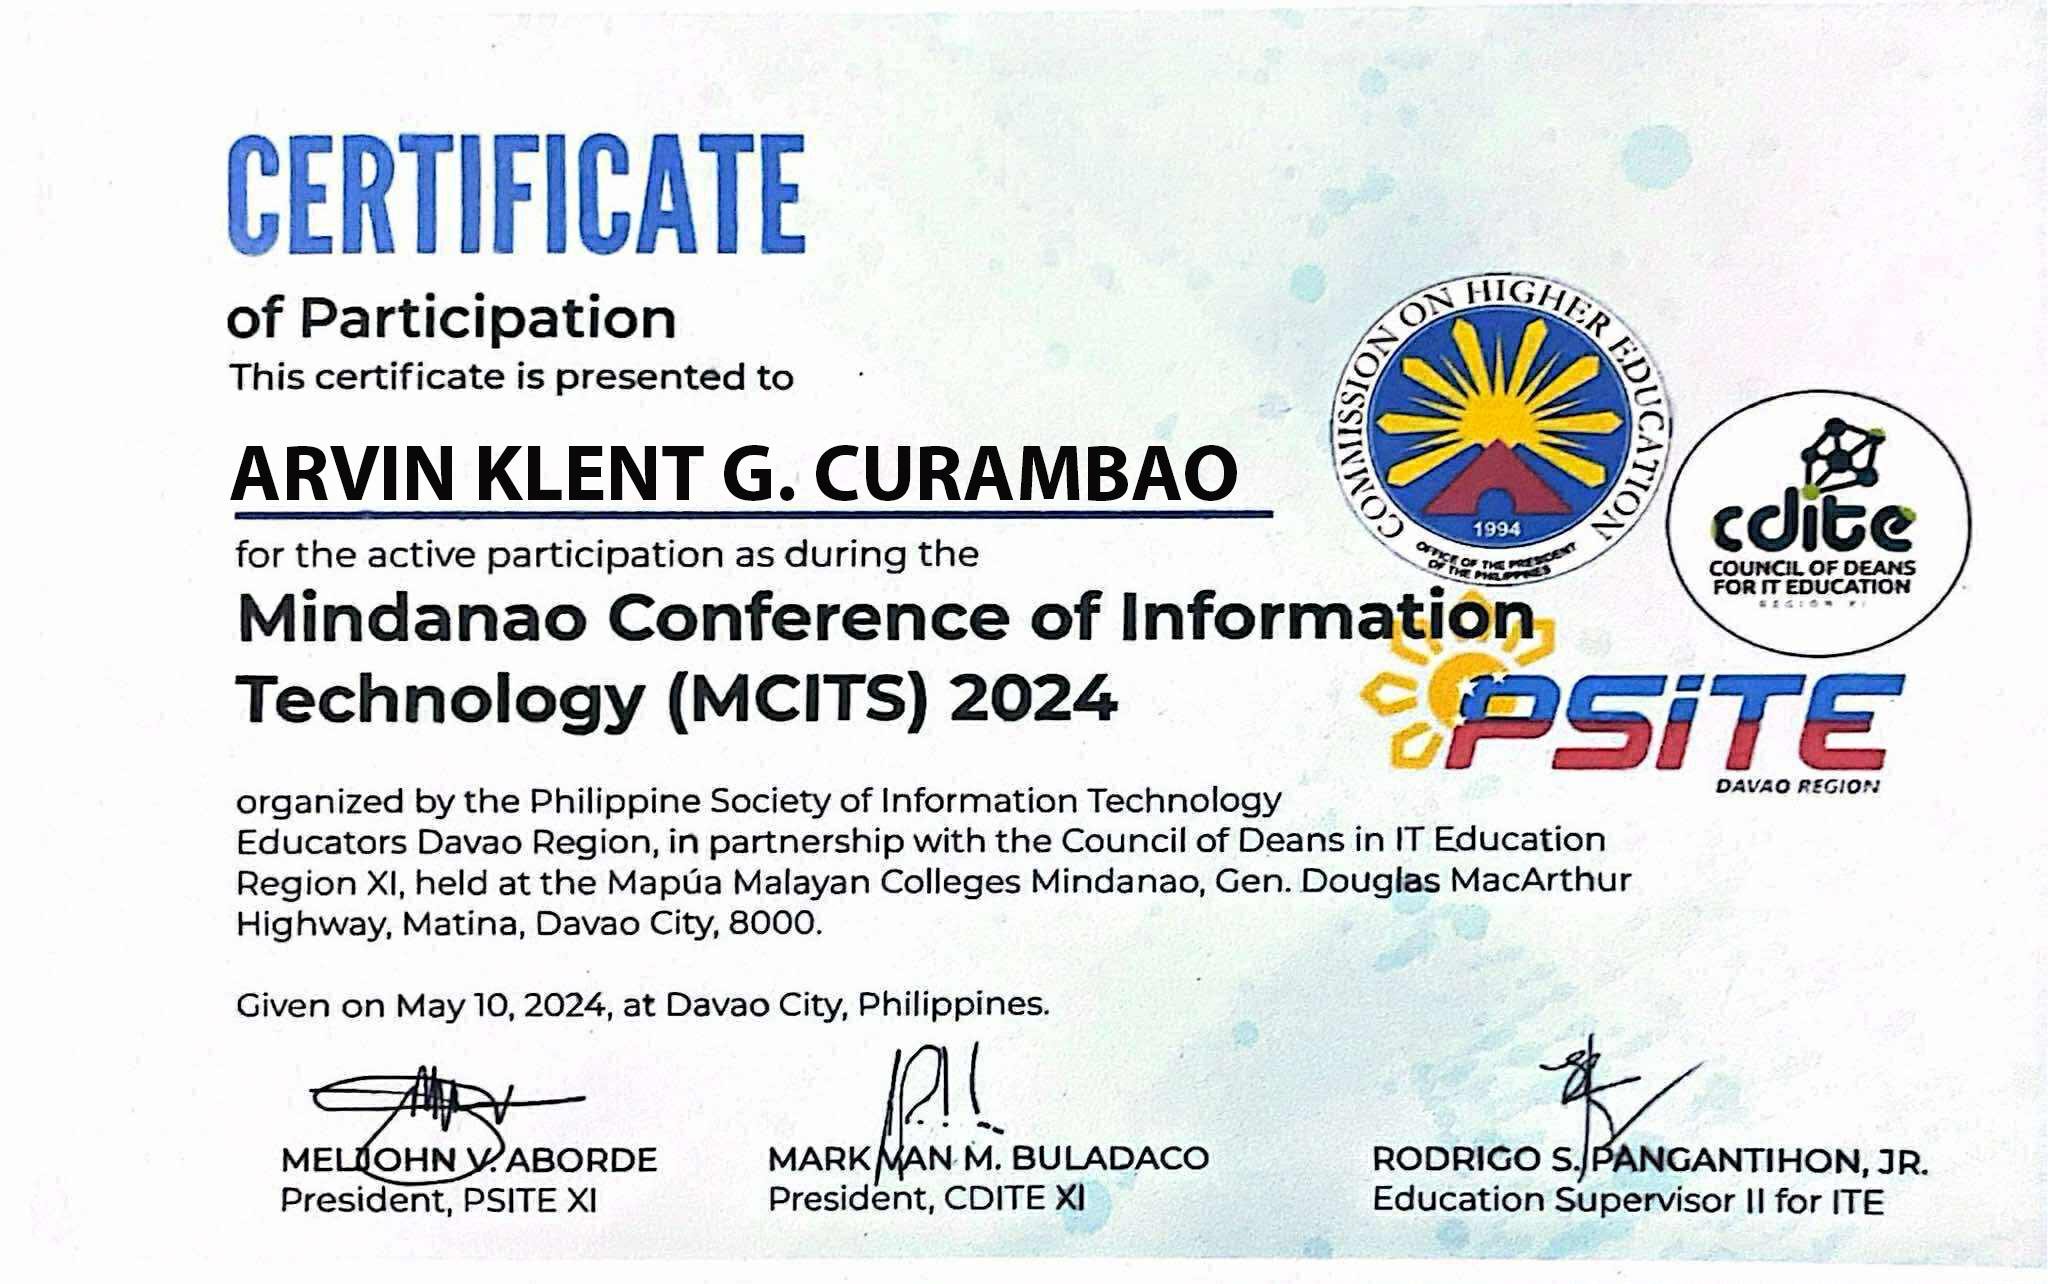 CERTIFICATE
of Participation
This certificate is presented to
ARVIN KLENT G. CURAMBAO
for the active participation as during the
Mindanao Conference of Information
Technology (MCITS) 2024
organized by the Philippine Society of Information Technology
Educators Davao Region, in partnership with the Council of Deans in IT Education
Region XI, held at the Mapúa Malayan Colleges Mindanao, Gen. Douglas MacArthur
Highway, Matina, Davao City, 8000.
Given on May 10, 2024, at Davao City, Philippines.
MELJOHN V. ABORDE
President, PSITE XI
MARK VAN M. BULADACO
President, CDITE XI
RODRIGO S. PANGANTIHON, JR.
Education Supervisor II for ITE
COMMISSION ON HIGHER EDUCATION
1994
OFFICE OF THE PRESIDENT
OF THE PHILIPPINES
cdite
COUNCIL OF DEANS
FOR IT EDUCATION
REGION XI
PSiTE
DAVAO REGION